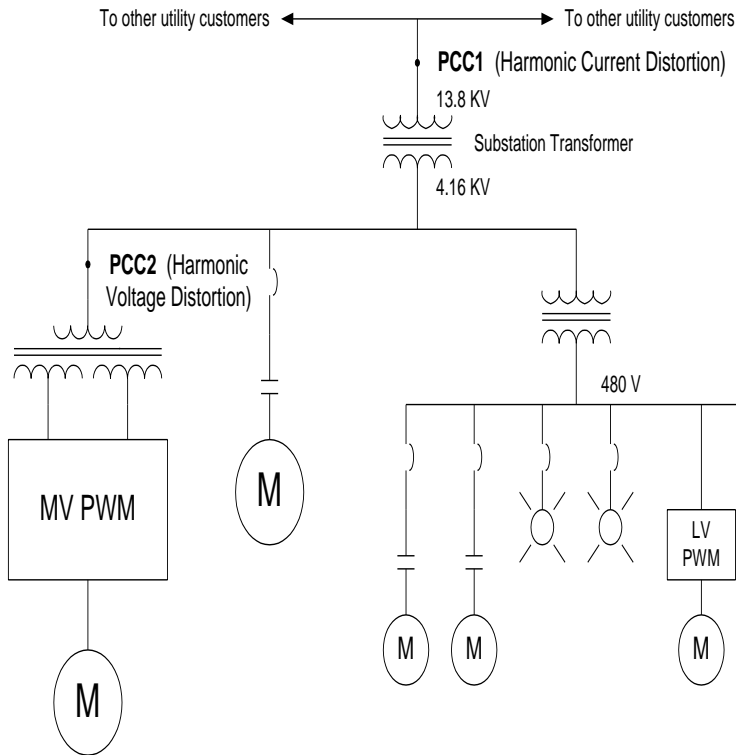 To other utility customers
To other utility customers
PCC1 (Harmonic Current Distortion)
13.8 KV
Substation Transformer
4.16 KV
PCC2 (Harmonic
Voltage Distortion)
480 V
MV PWM
M
LV
PWM
M
M
M
M